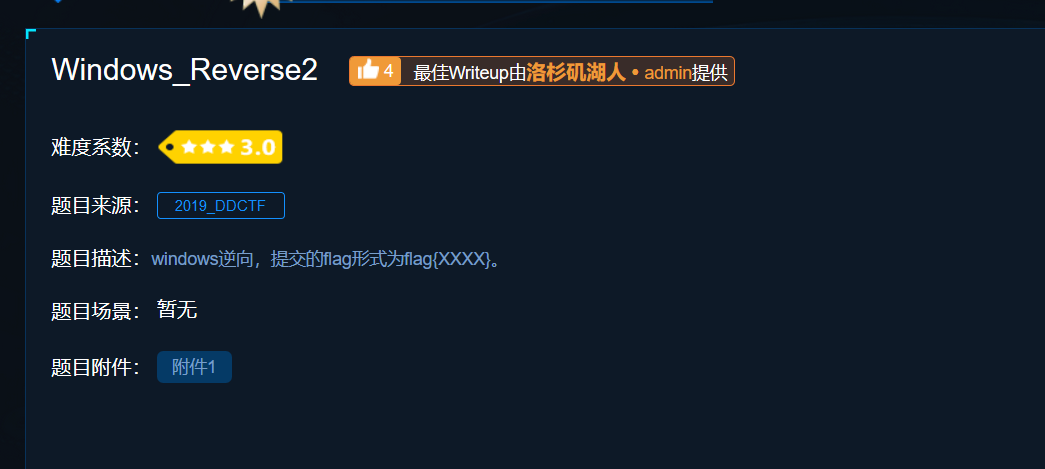 Windows_Reverse2 4 最佳Writeup由洛杉矶湖人•admin提供
难度系数： 3.0
题目来源： 2019_DDCTF
题目描述：windows逆向，提交的flag形式为flag{XXXX}。
题目场景： 暂无
题目附件： 附件1